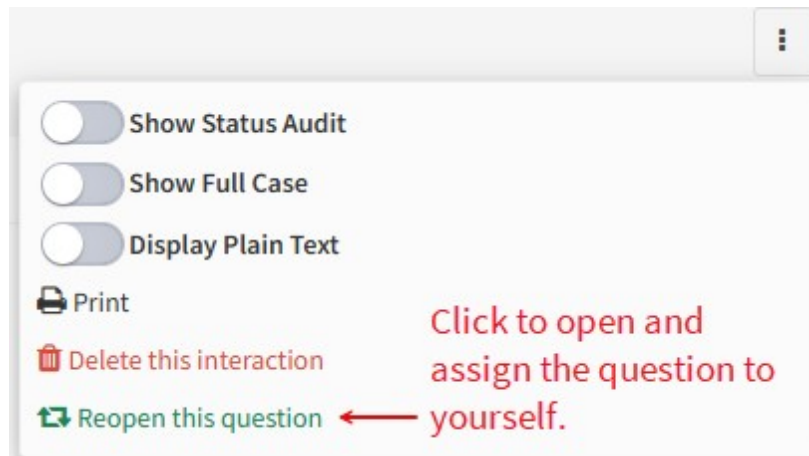 Show Status Audit
Show Full Case
Display Plain Text
Print
Delete this interaction
Reopen this question
Click to open and
assign the question to
yourself.